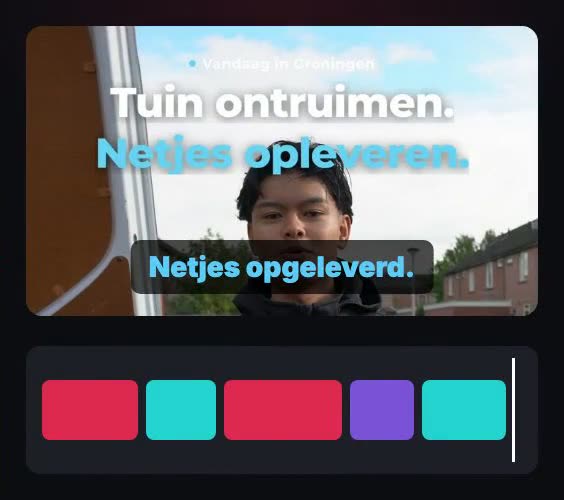 Vandaag in Groningen
Tuin ontruimen.
Netjes opleveren.
Netjes opgeleverd.